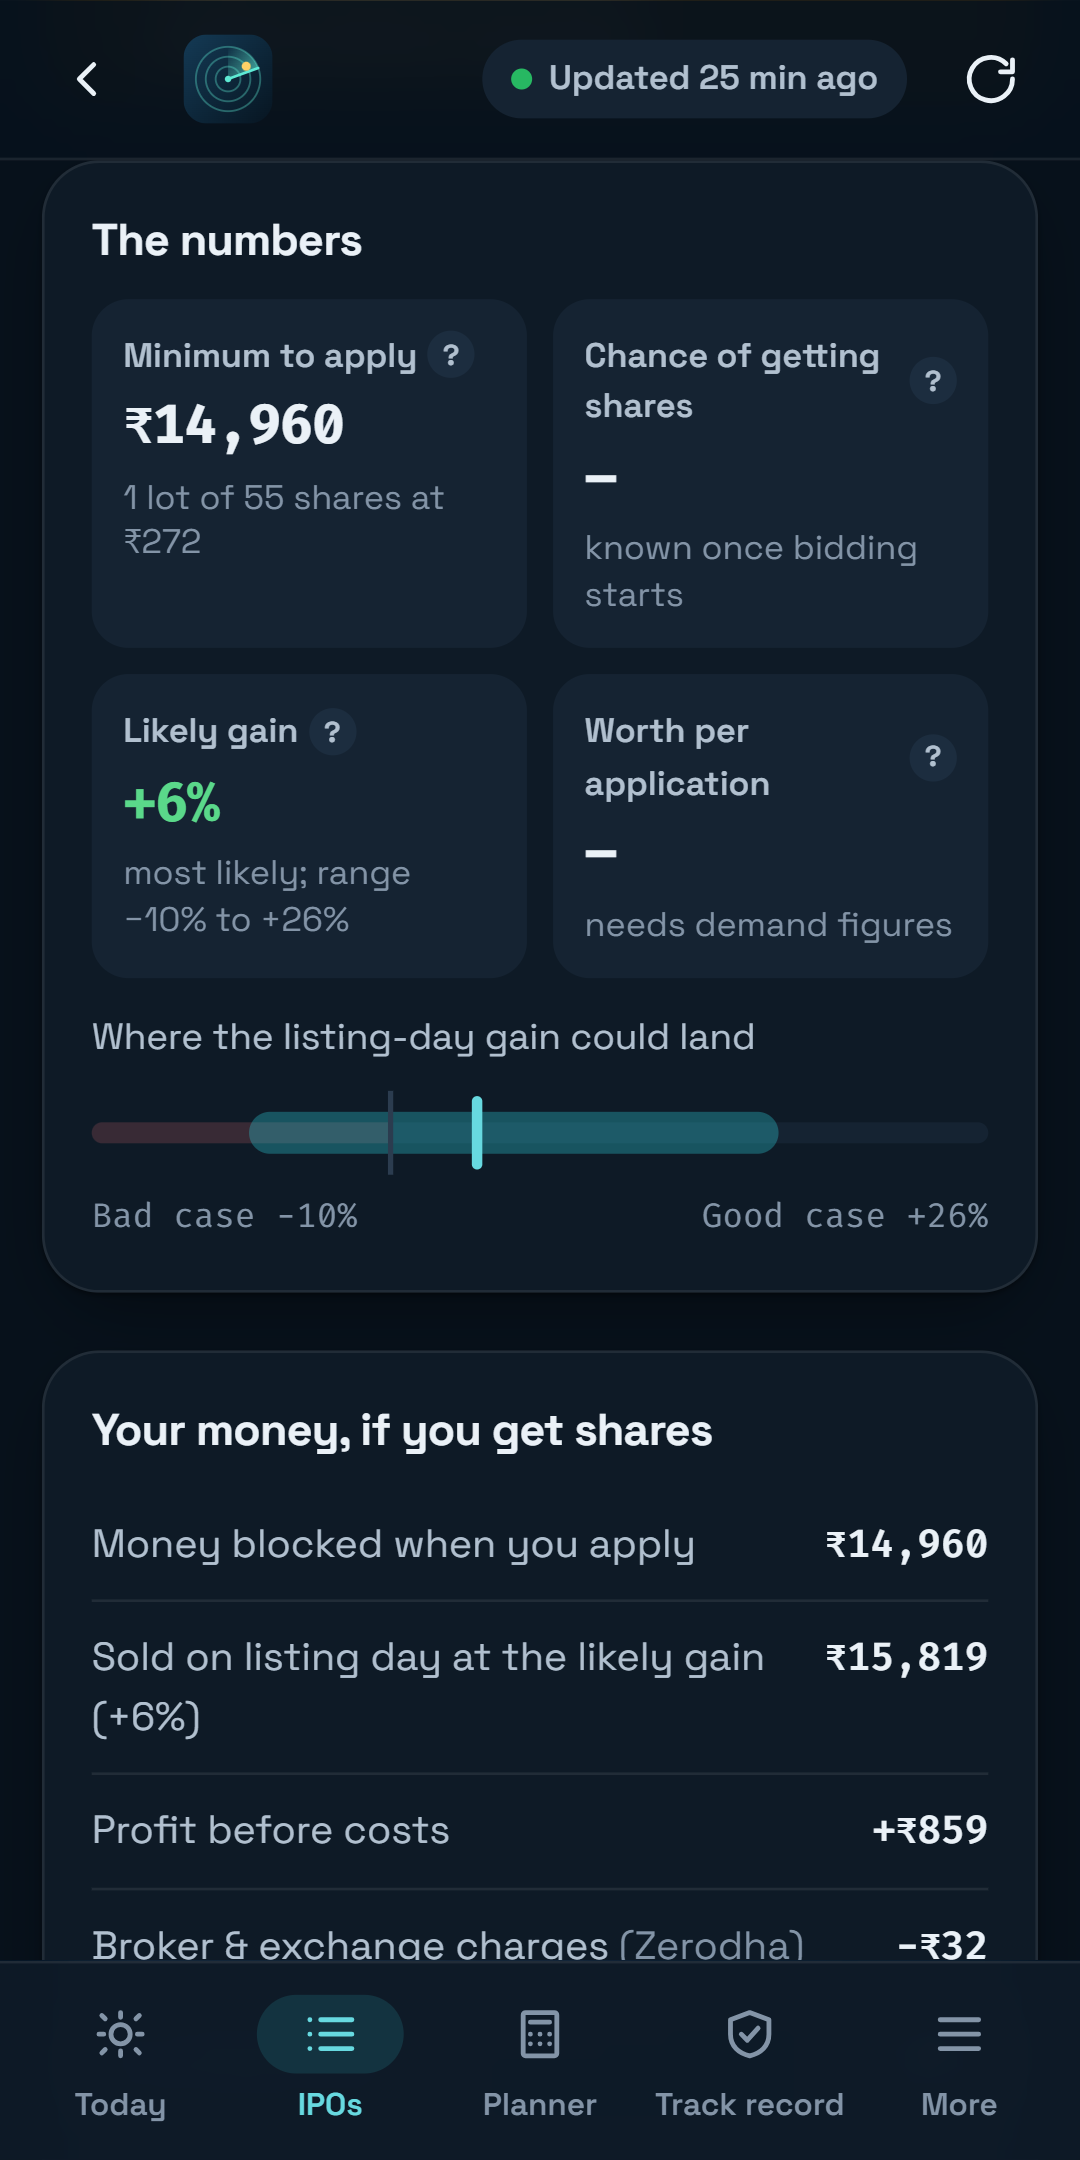 Updated 25 min ago
The numbers
Minimum to apply ?
₹14,960
1 lot of 55 shares at
₹272
Chance of getting
shares
?
–
known once bidding
starts
Likely gain ?
+6%
most likely; range
−10% to +26%
Worth per
application
?
–
needs demand figures
Where the listing-day gain could land
Bad case -10%
Good case +26%
Your money, if you get shares
Money blocked when you apply ₹14,960
Sold on listing day at the likely gain ₹15,819
(+6%)
Profit before costs +₹859
Broker & exchange charges (Zerodha) −₹32
Today
IPOs
Planner
Track record
More